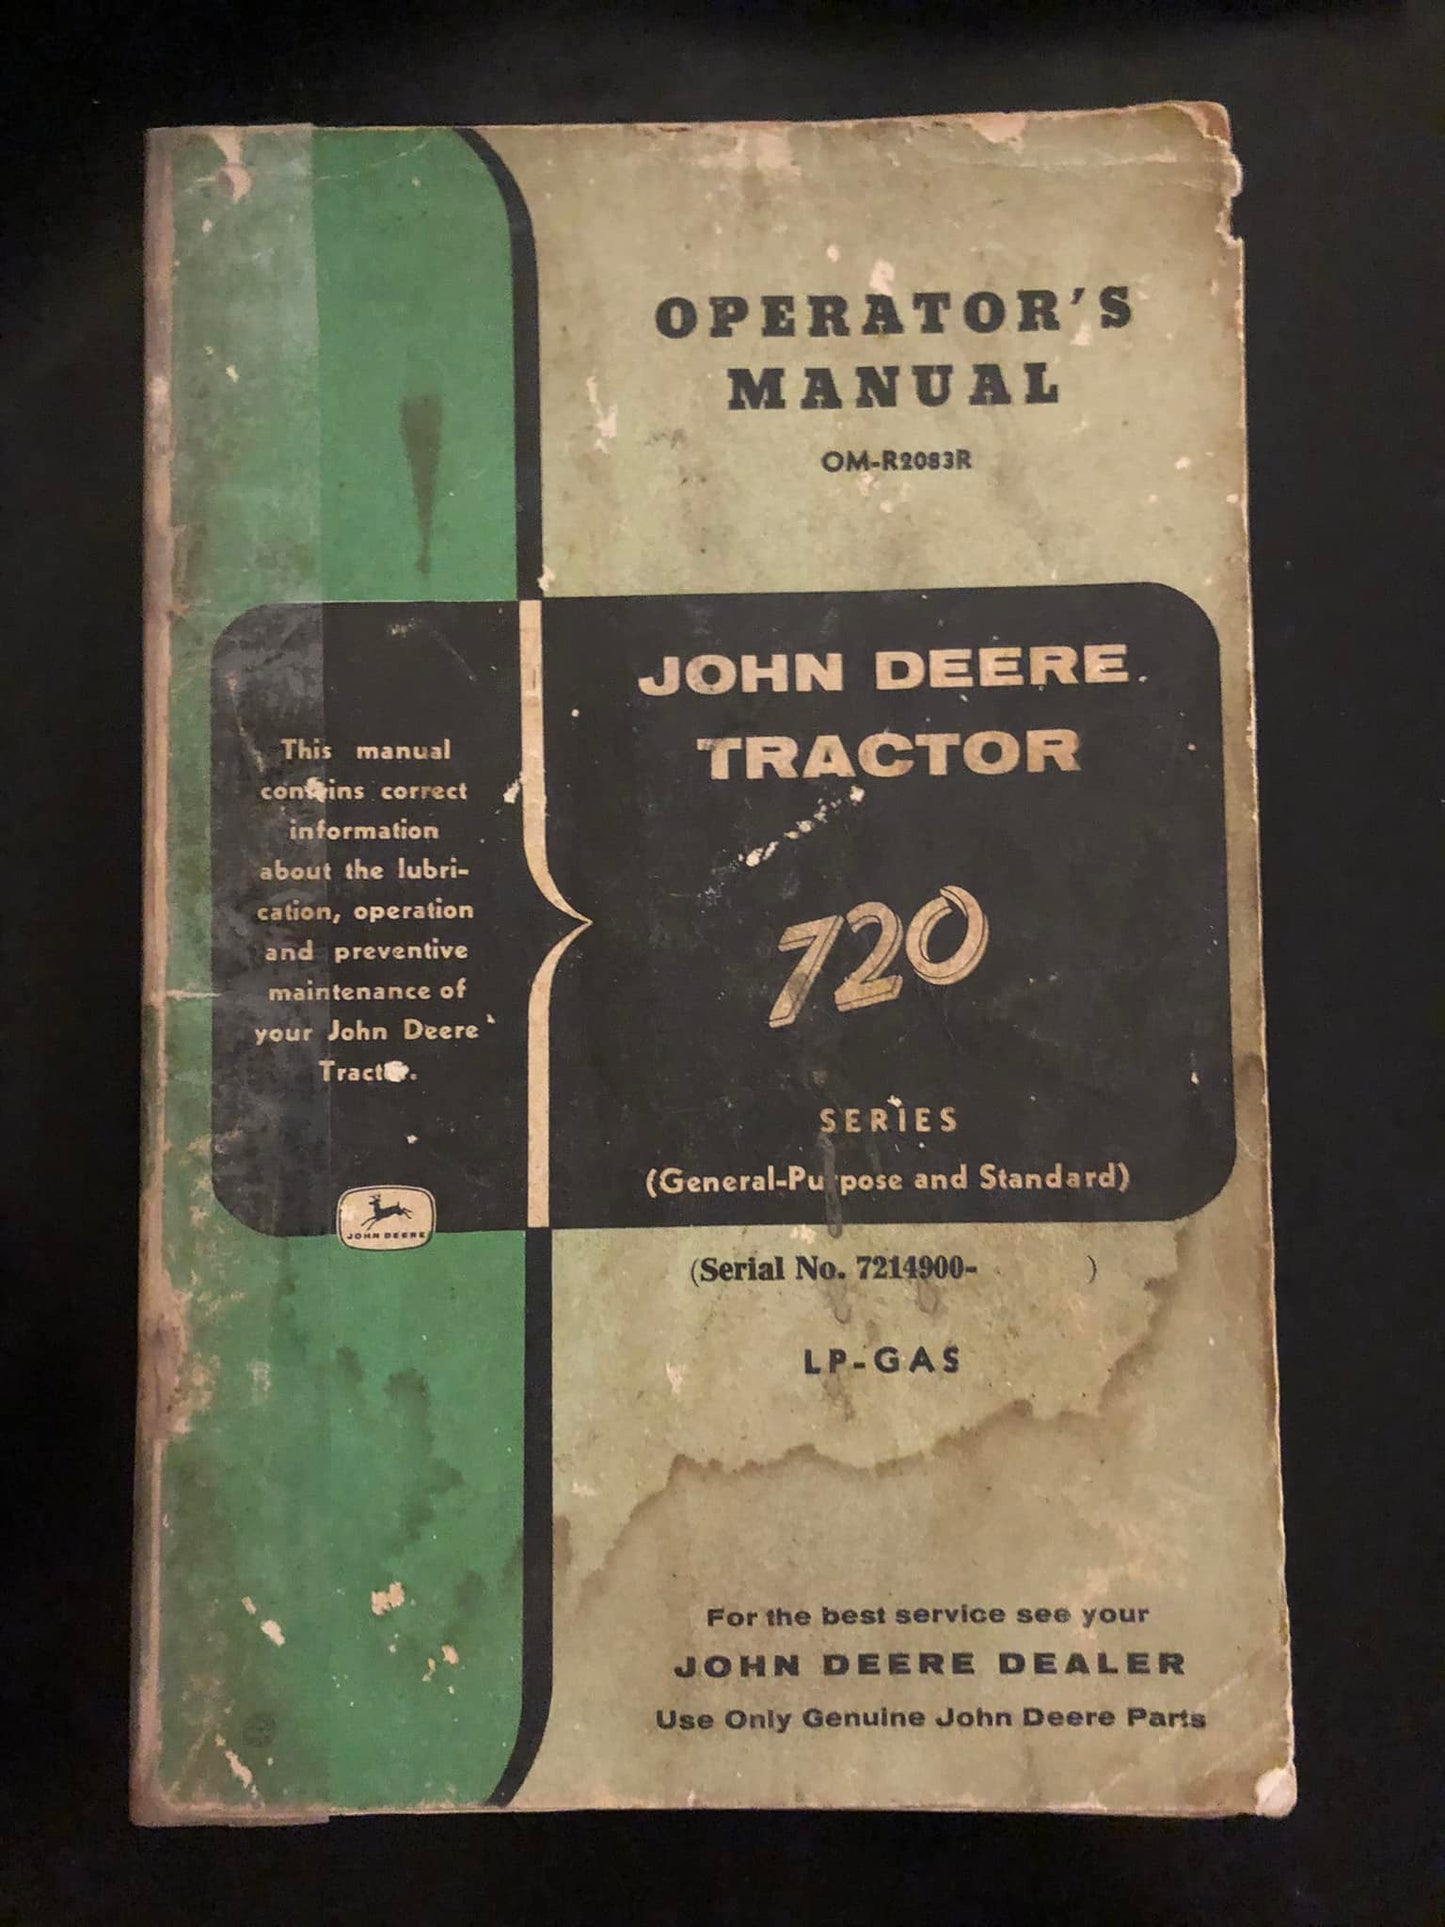 OPERATOR'S
MANUAL
OM-R2083R
JOHN DEERE
TRACTOR
720
SERIES
(General-Purpose and Standard)
This manual
contains correct
information
about the lubri-
cation, operation
and preventive
maintenance of
your John Deere
Tractor.
JOHN DEERE
(Serial No. 7214900- )
LP-GAS
For the best service see your
JOHN DEERE DEALER
Use Only Genuine John Deere Parts